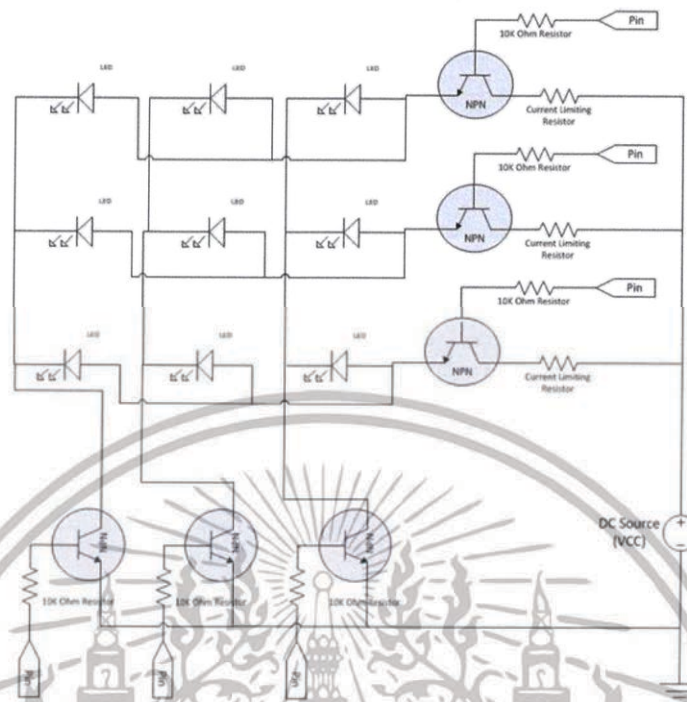 Pin
10K Ohm Resistor
LED
LED
LED
NPN
Current Limiting
Resistor
Pin
10K Ohm Resistor
LED
LED
LED
NPN
Current Limiting
Resistor
Pin
10K Ohm Resistor
LED
LED
LED
NPN
Current Limiting
Resistor
NPN
NPN
NPN
DC Source
(VCC)
+
−
10K Ohm Resistor
10K Ohm Resistor
10K Ohm Resistor
Pin
Pin
Pin